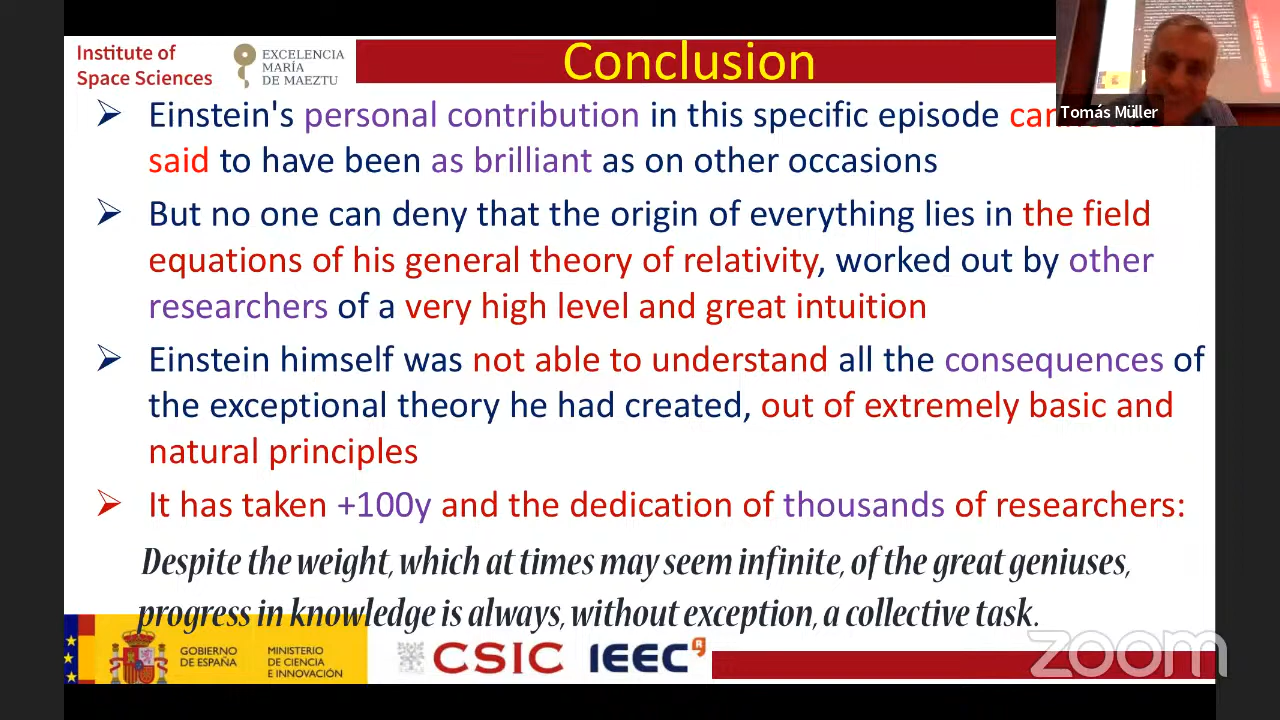 Institute of
Space Sciences
EXCELENCIA
MARÍA
DE MAEZTU
Conclusion
Tomás Müller
➢ Einstein's personal contribution in this specific episode
said to have been as brilliant as on other occasions
➢ But no one can deny that the origin of everything lies in the field
equations of his general theory of relativity, worked out by other
researchers of a very high level and great intuition
➢ Einstein himself was not able to understand all the consequences of
the exceptional theory he had created, out of extremely basic and
natural principles
➢ It has taken +100y and the dedication of thousands of researchers:
Despite the weight, which at times may seem infinite, of the great geniuses,
progress in knowledge is always, without exception, a collective task.
GOBIERNO
DE ESPAÑA
MINISTERIO
DE CIENCIA
E INNOVACIÓN
CSIC
IEEC
R
zoom